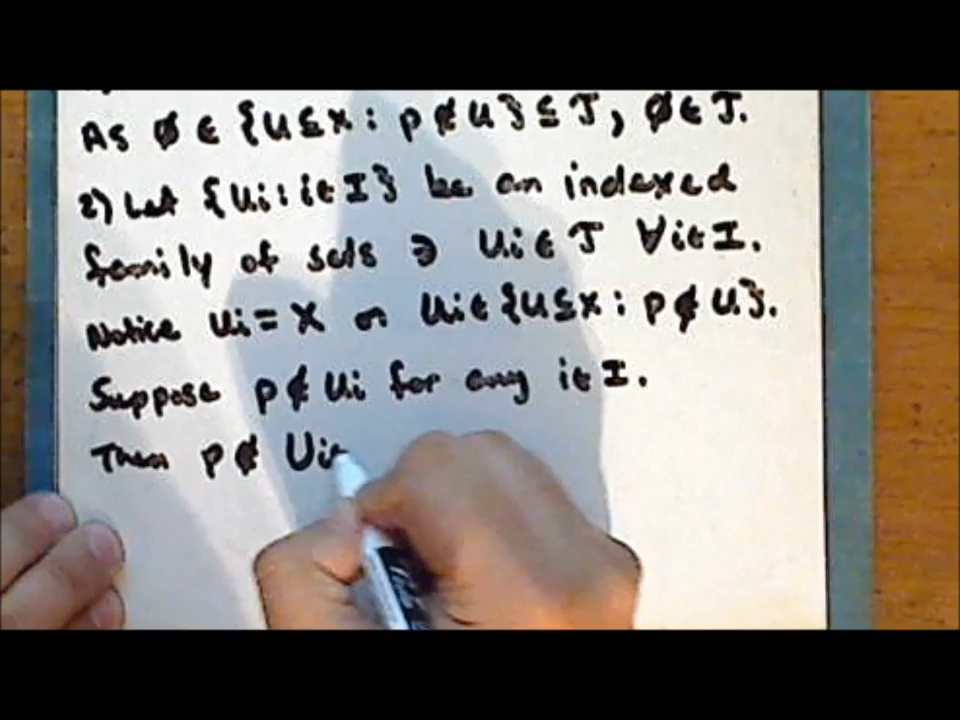 As ∅ ∈ {U ⊆ X : p ∉ U} ⊆ J, ∅ ∈ J.
2) Let {Ui : i ∈ I} be an indexed
family of sets ∋ Ui ∈ J ∀ i ∈ I.
Notice Ui = X or Ui ∈ {U ⊆ X : p ∉ U}.
Suppose p ∉ Ui for any i ∈ I.
Then p ∉ ∪i∈